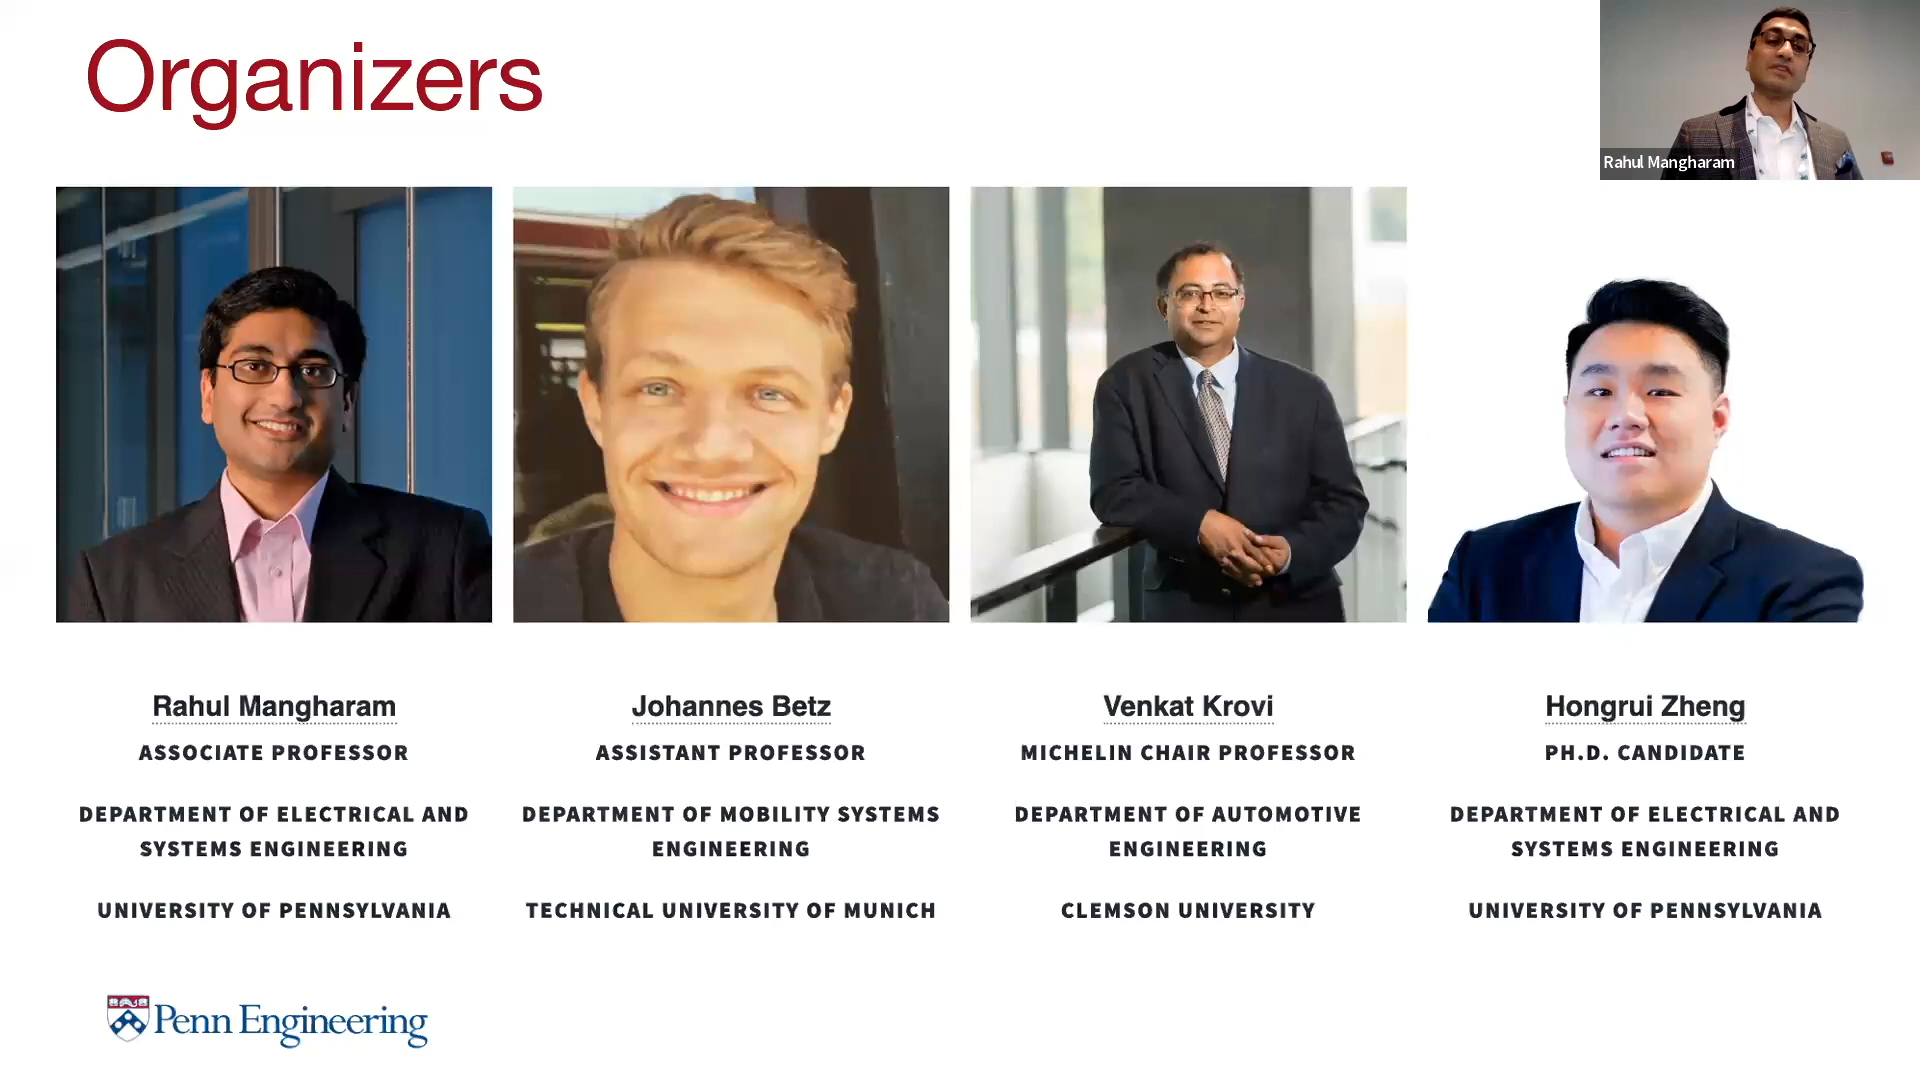 Organizers
Rahul Mangharam
Rahul Mangharam
ASSOCIATE PROFESSOR
DEPARTMENT OF ELECTRICAL AND
SYSTEMS ENGINEERING
UNIVERSITY OF PENNSYLVANIA
Johannes Betz
ASSISTANT PROFESSOR
DEPARTMENT OF MOBILITY SYSTEMS
ENGINEERING
TECHNICAL UNIVERSITY OF MUNICH
Venkat Krovi
MICHELIN CHAIR PROFESSOR
DEPARTMENT OF AUTOMOTIVE
ENGINEERING
CLEMSON UNIVERSITY
Hongrui Zheng
PH.D. CANDIDATE
DEPARTMENT OF ELECTRICAL AND
SYSTEMS ENGINEERING
UNIVERSITY OF PENNSYLVANIA
Penn Engineering